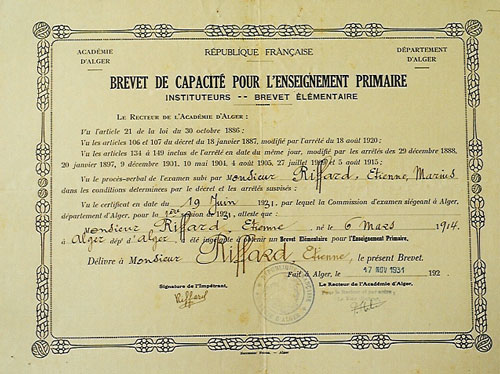 ACADÉMIE
D'ALGER
RÉPUBLIQUE FRANÇAISE
DÉPARTEMENT
D'ALGER
BREVET DE CAPACITÉ POUR L'ENSEIGNEMENT PRIMAIRE
INSTITUTEURS -- BREVET ÉLÉMENTAIRE
LE RECTEUR DE L'ACADÉMIE D'ALGER :
Vu l'article 21 de la loi du 30 octobre 1886 ;
Vu les articles 106 et 107 du décret du 18 janvier 1887, modifié par l'arrêté du 18 août 1920 ;
Vu les articles 134 à 149 inclus de l'arrêté en date du même jour, modifié par les arrêtés des 29 décembre 1888,
20 janvier 1897, 9 décembre 1901, 10 mai 1904, 4 août 1905, 27 juillet et 5 août 1915 ;
Vu le procès-verbal de l'examen subi par Monsieur Riffard, Etienne, Marius
dans les conditions déterminées par le décret et les arrêtés susvisés ;
Vu le certificat en date du 19 Juin 1931, par lequel la Commission d'examen siégeant à Alger,
département d'Alger, pour la 1ère session de 1931, atteste que
Monsieur Riffard, Etienne né le 6 Mars 1914.
à Alger dépt d'Alger été jugé apte à obtenir un Brevet Élémentaire pour l'Enseignement Primaire,
Délivre à Monsieur Riffard, Etienne, le présent Brevet.
Fait à Alger, le 17 NOV 1931 192
Signature de l'Impétrant,
Le Recteur de l'Académie d'Alger,
Riffard